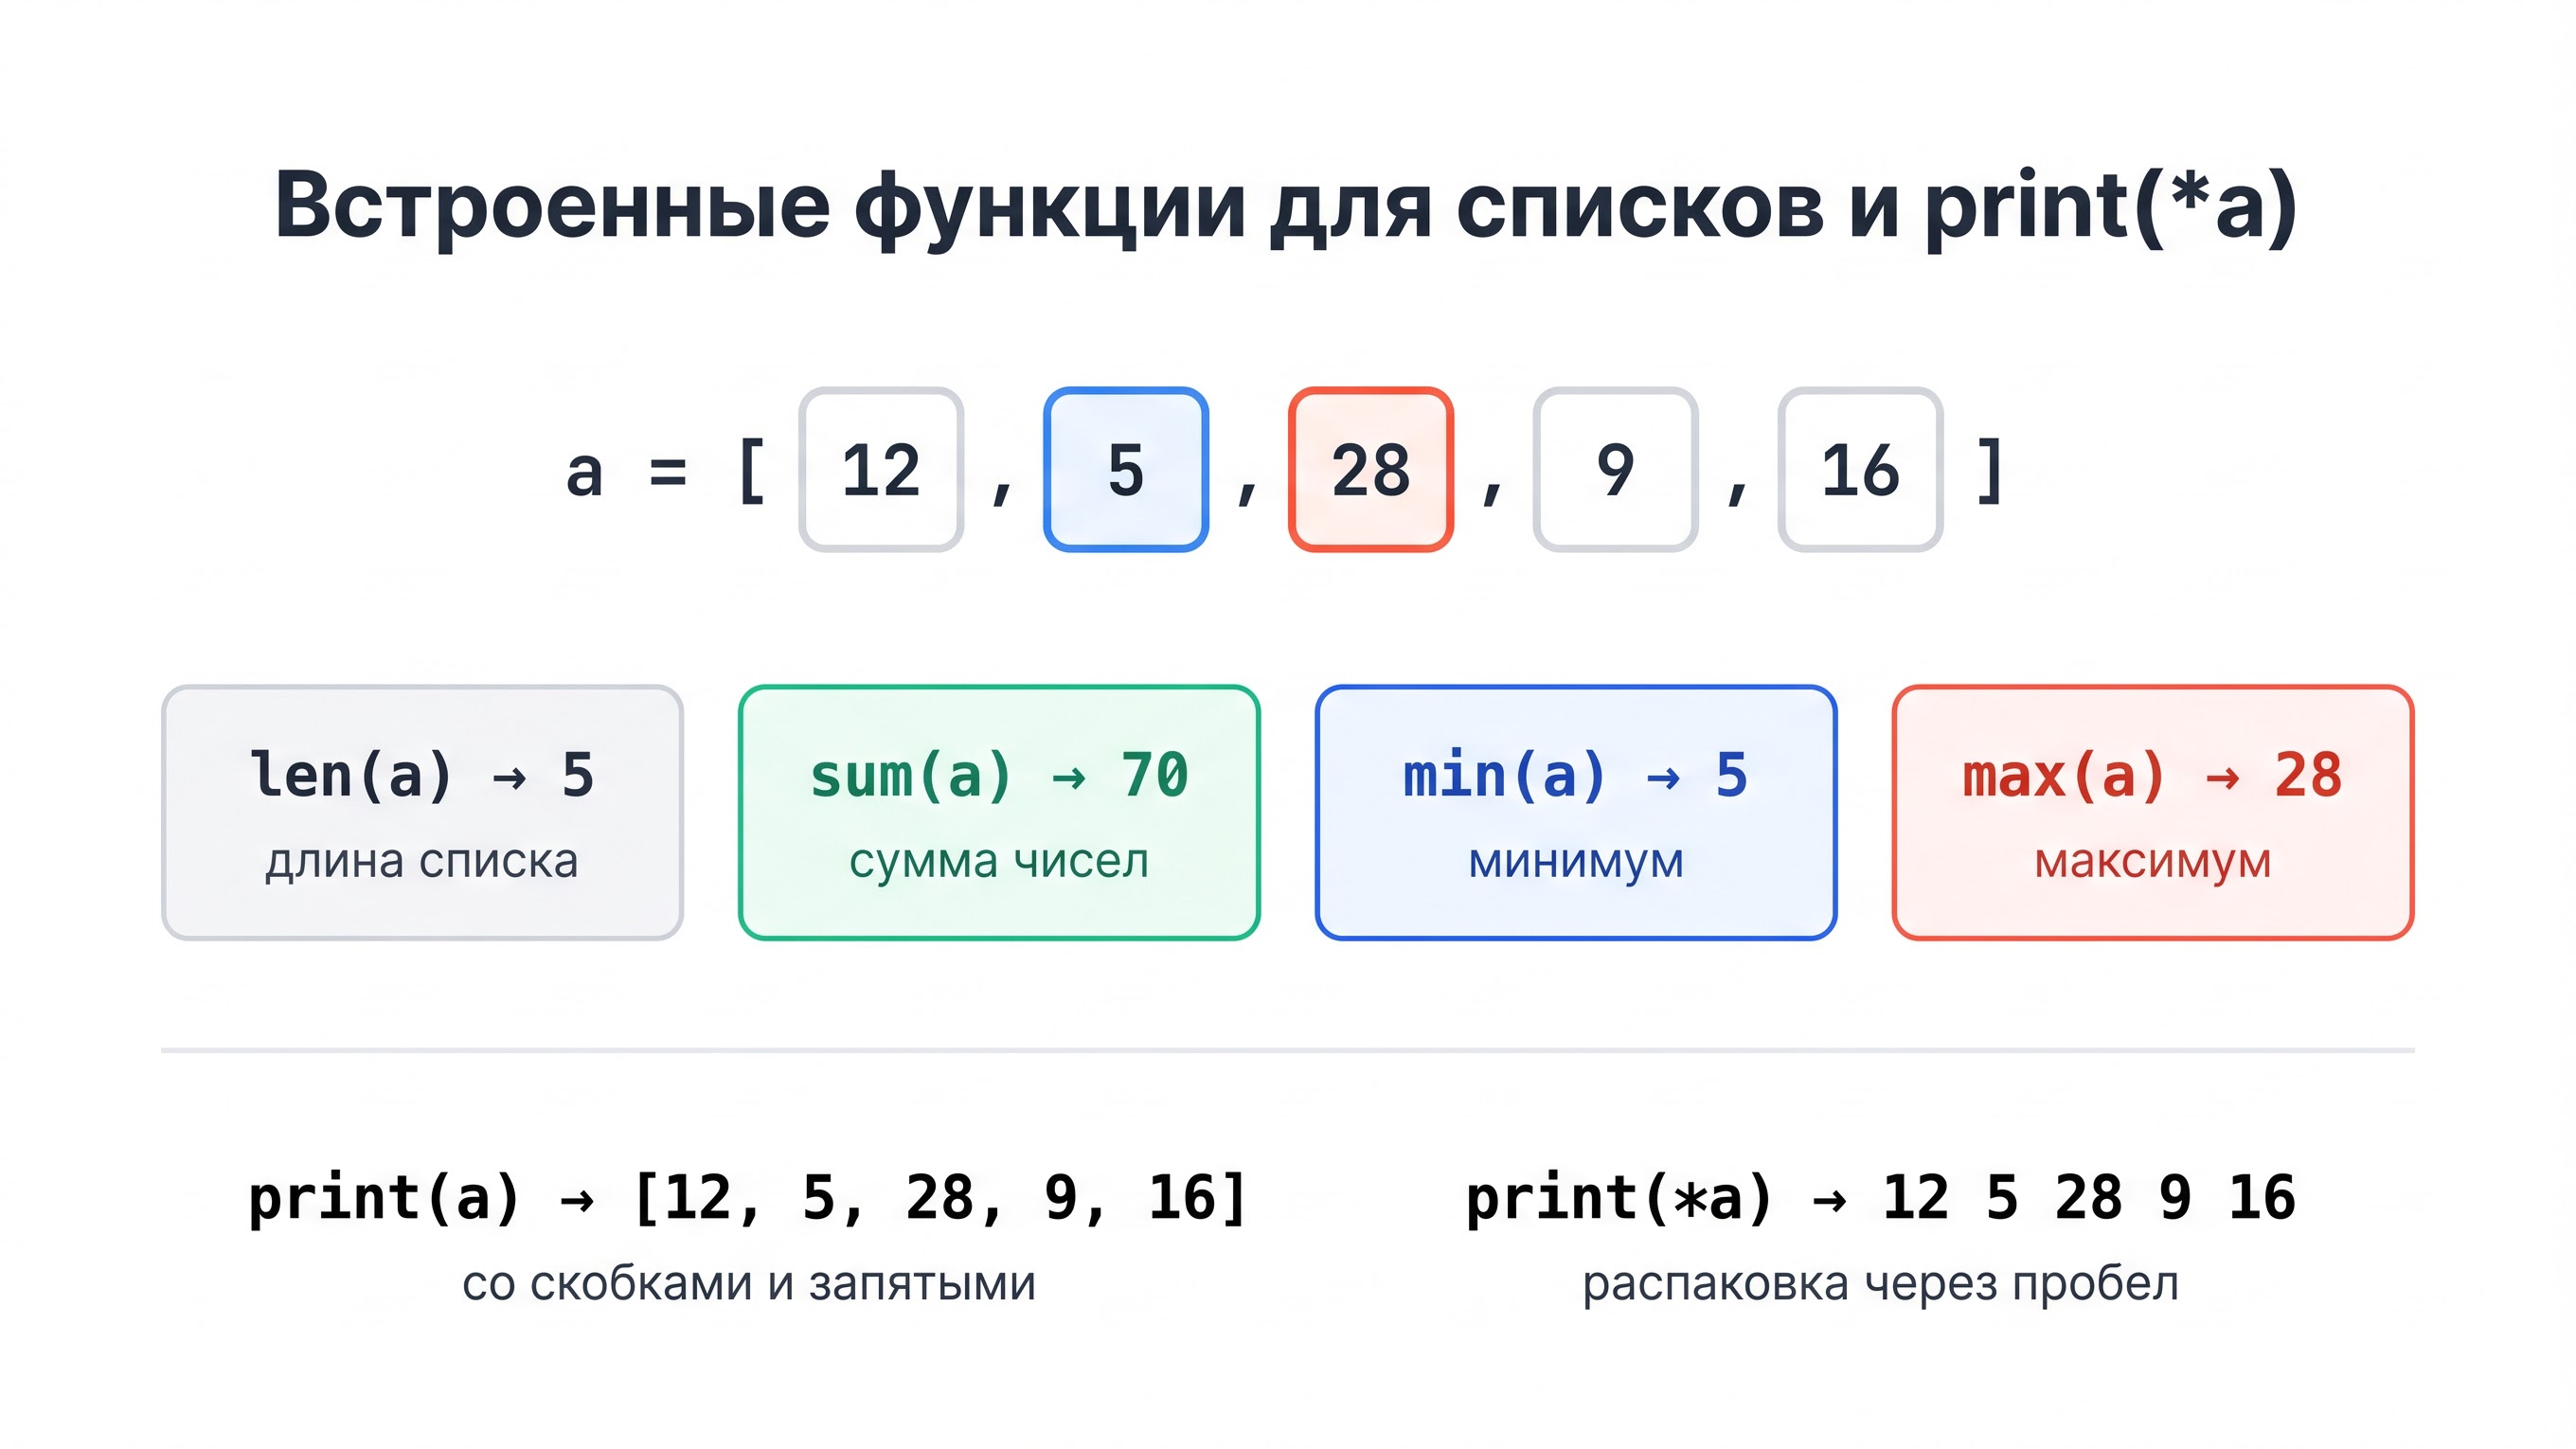 Встроенные функции для списков и print(*a)
a = [ 12 , 5 , 28 , 9 , 16 ]
len(a) → 5
длина списка
sum(a) → 70
сумма чисел
min(a) → 5
минимум
max(a) → 28
максимум
print(a) → [12, 5, 28, 9, 16]
со скобками и запятыми
print(*a) → 12 5 28 9 16
распаковка через пробел